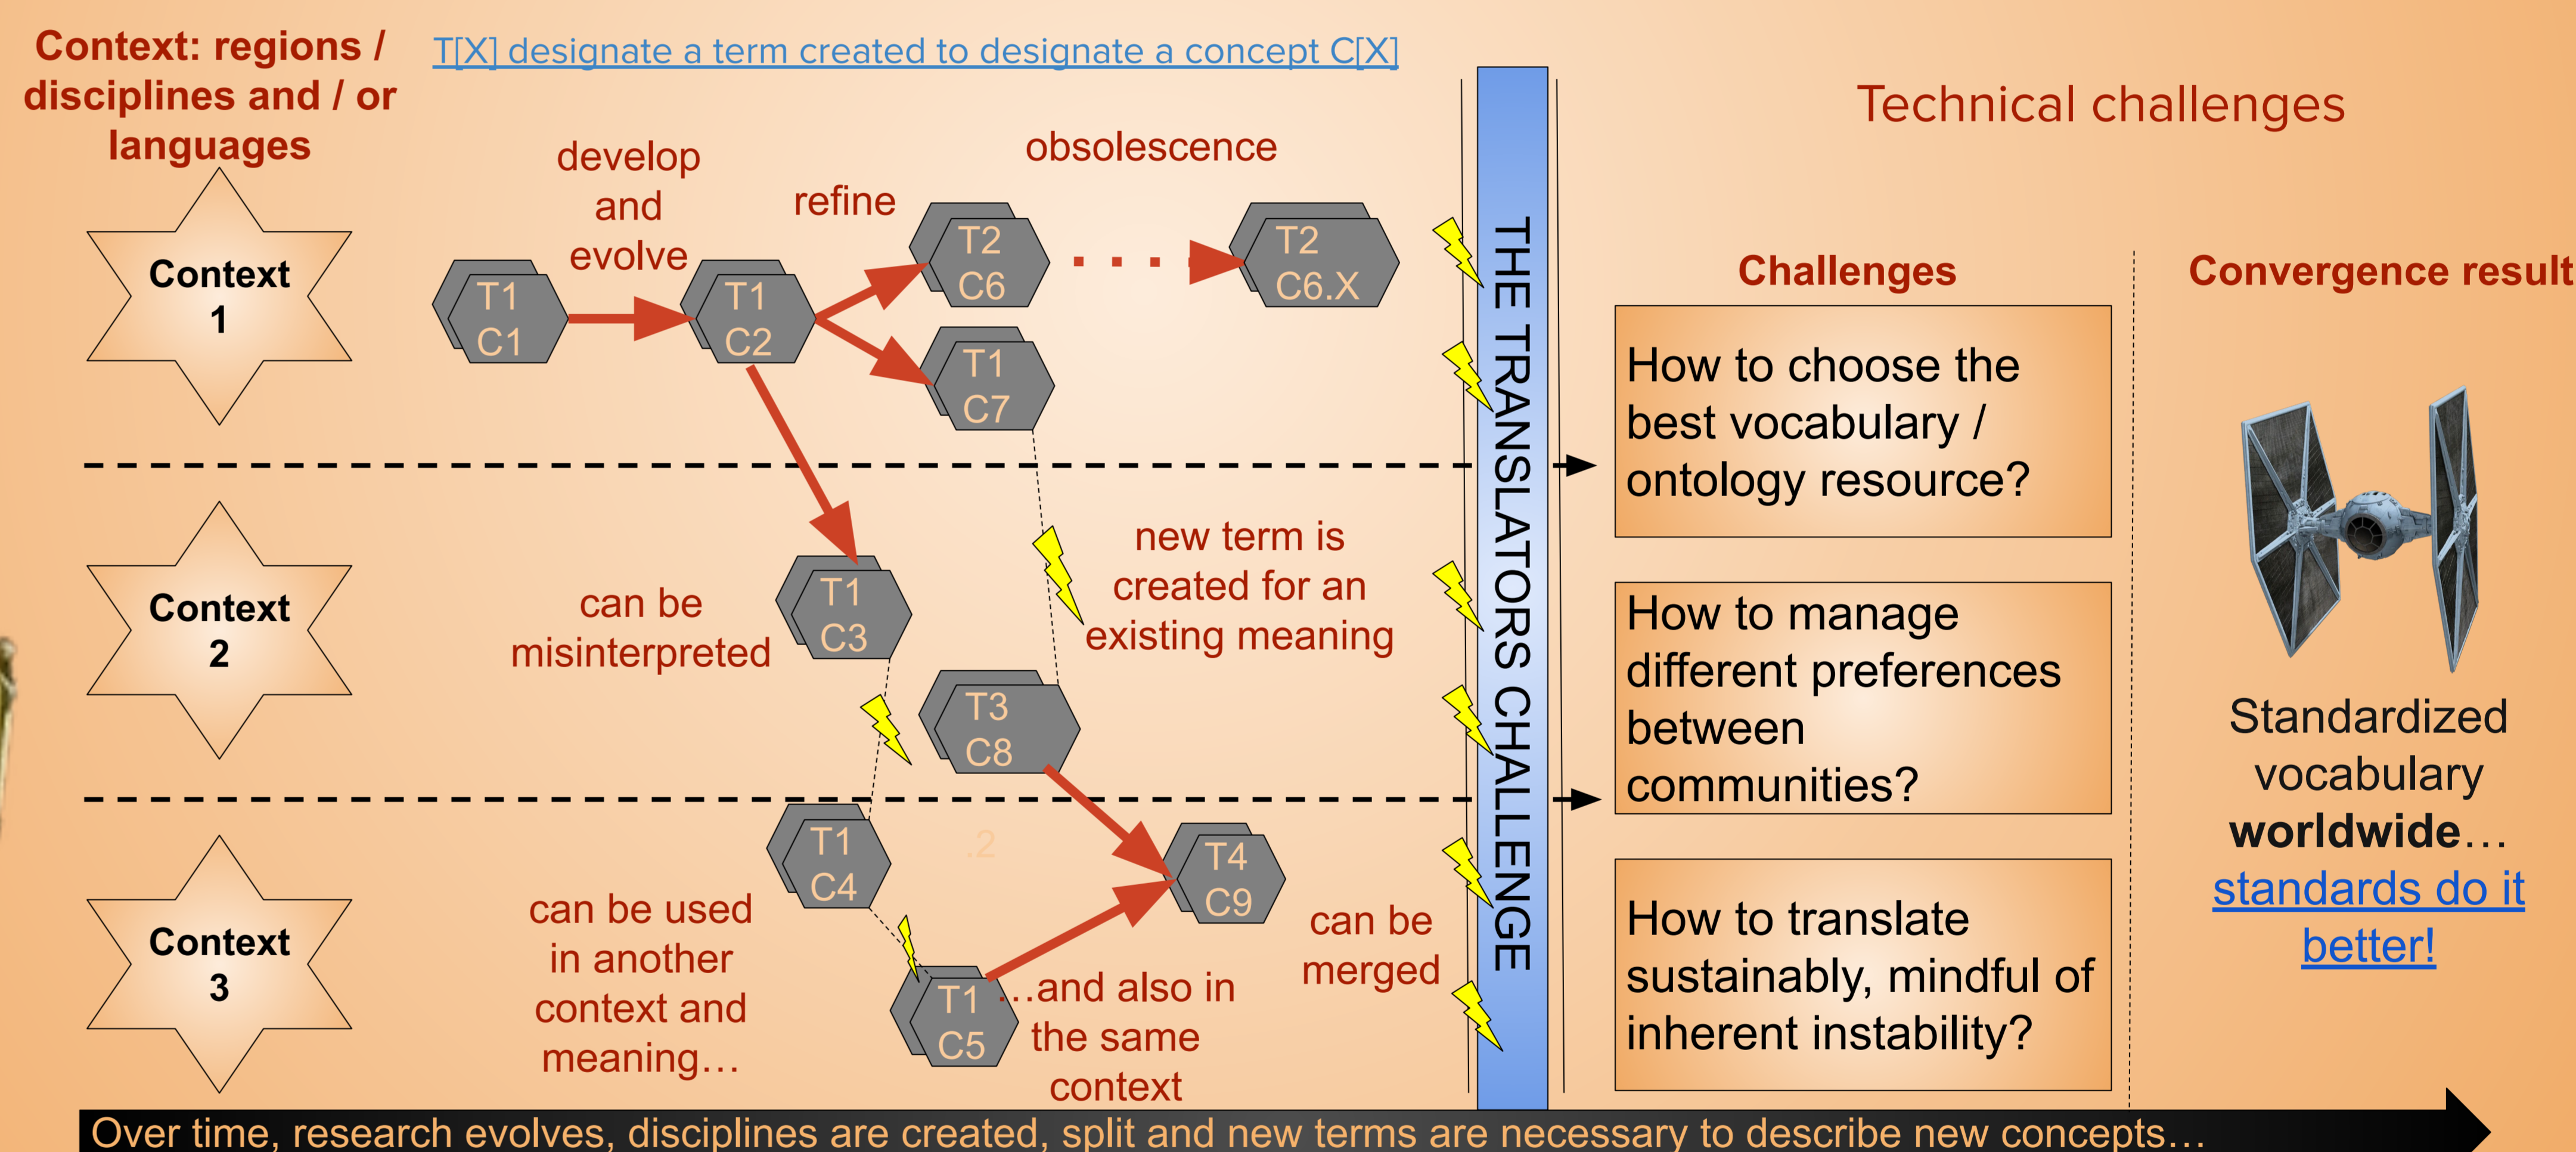 Context: regions /
disciplines and / or
languages
T[X] designate a term created to designate a concept C[X]
Technical challenges
develop
and
evolve
refine
obsolescence
Context
1
T1
C1
T1
C2
T2
C6
T2
C6.X
T1
C7
Context
2
can be
misinterpreted
T1
C3
new term is
created for an
existing meaning
T3
C8
Context
3
T1
C4
.2
T4
C9
can be used
in another
context and
meaning…
T1
C5
…and also in
the same
context
can be
merged
THE TRANSLATORS CHALLENGE
Challenges
How to choose the
best vocabulary /
ontology resource?
How to manage
different preferences
between
communities?
How to translate
sustainably, mindful of
inherent instability?
Convergence result
Standardized
vocabulary
worldwide…
standards do it
better!
Over time, research evolves, disciplines are created, split and new terms are necessary to describe new concepts…